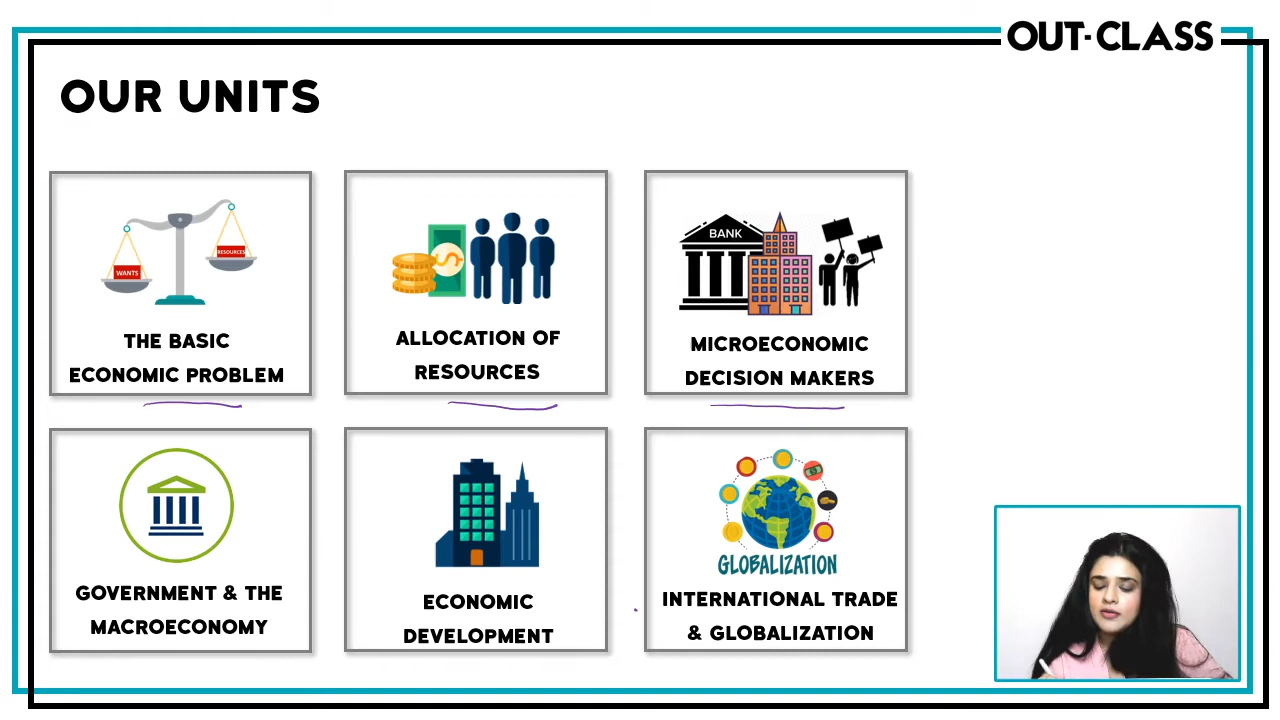 OUT-CLASS
OUR UNITS
WANTS
RESOURCES
THE BASIC
ECONOMIC PROBLEM
ALLOCATION OF
RESOURCES
BANK
MICROECONOMIC
DECISION MAKERS
GOVERNMENT & THE
MACROECONOMY
ECONOMIC
DEVELOPMENT
GLOBALIZATION
INTERNATIONAL TRADE
& GLOBALIZATION